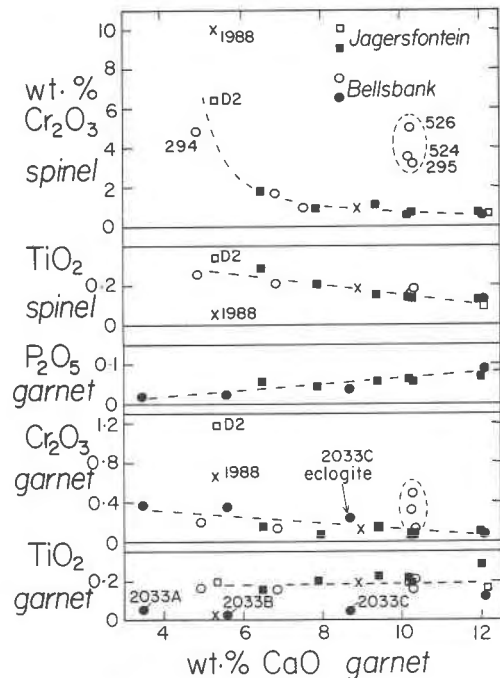 10
8
6
4
2
0
wt.%
Cr2O3
spinel
x1988
D2
294
Jagersfontein
Bellsbank
526
524
295
TiO2
spinel
0·2
0
D2
x1988
P2O5
garnet
0·1
0
Cr2O3
garnet
1·2
0·8
0·4
0
D2
1988
2033C
eclogite
TiO2
garnet
0·2
0
2033A
2033B
2033C
4 6 8 10 12
wt.% CaO garnet